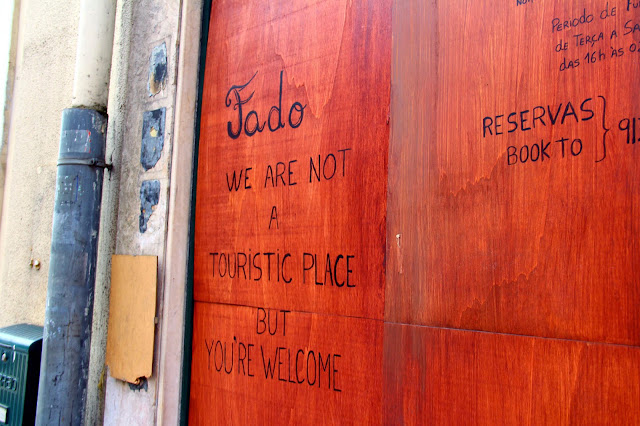 Fado
WE ARE NOT
A
TOURISTIC PLACE
BUT
YOU'RE WELCOME
PERIODO DE
DE TERÇA A
DAS 16H ÀS
RESERVAS
BOOK TO